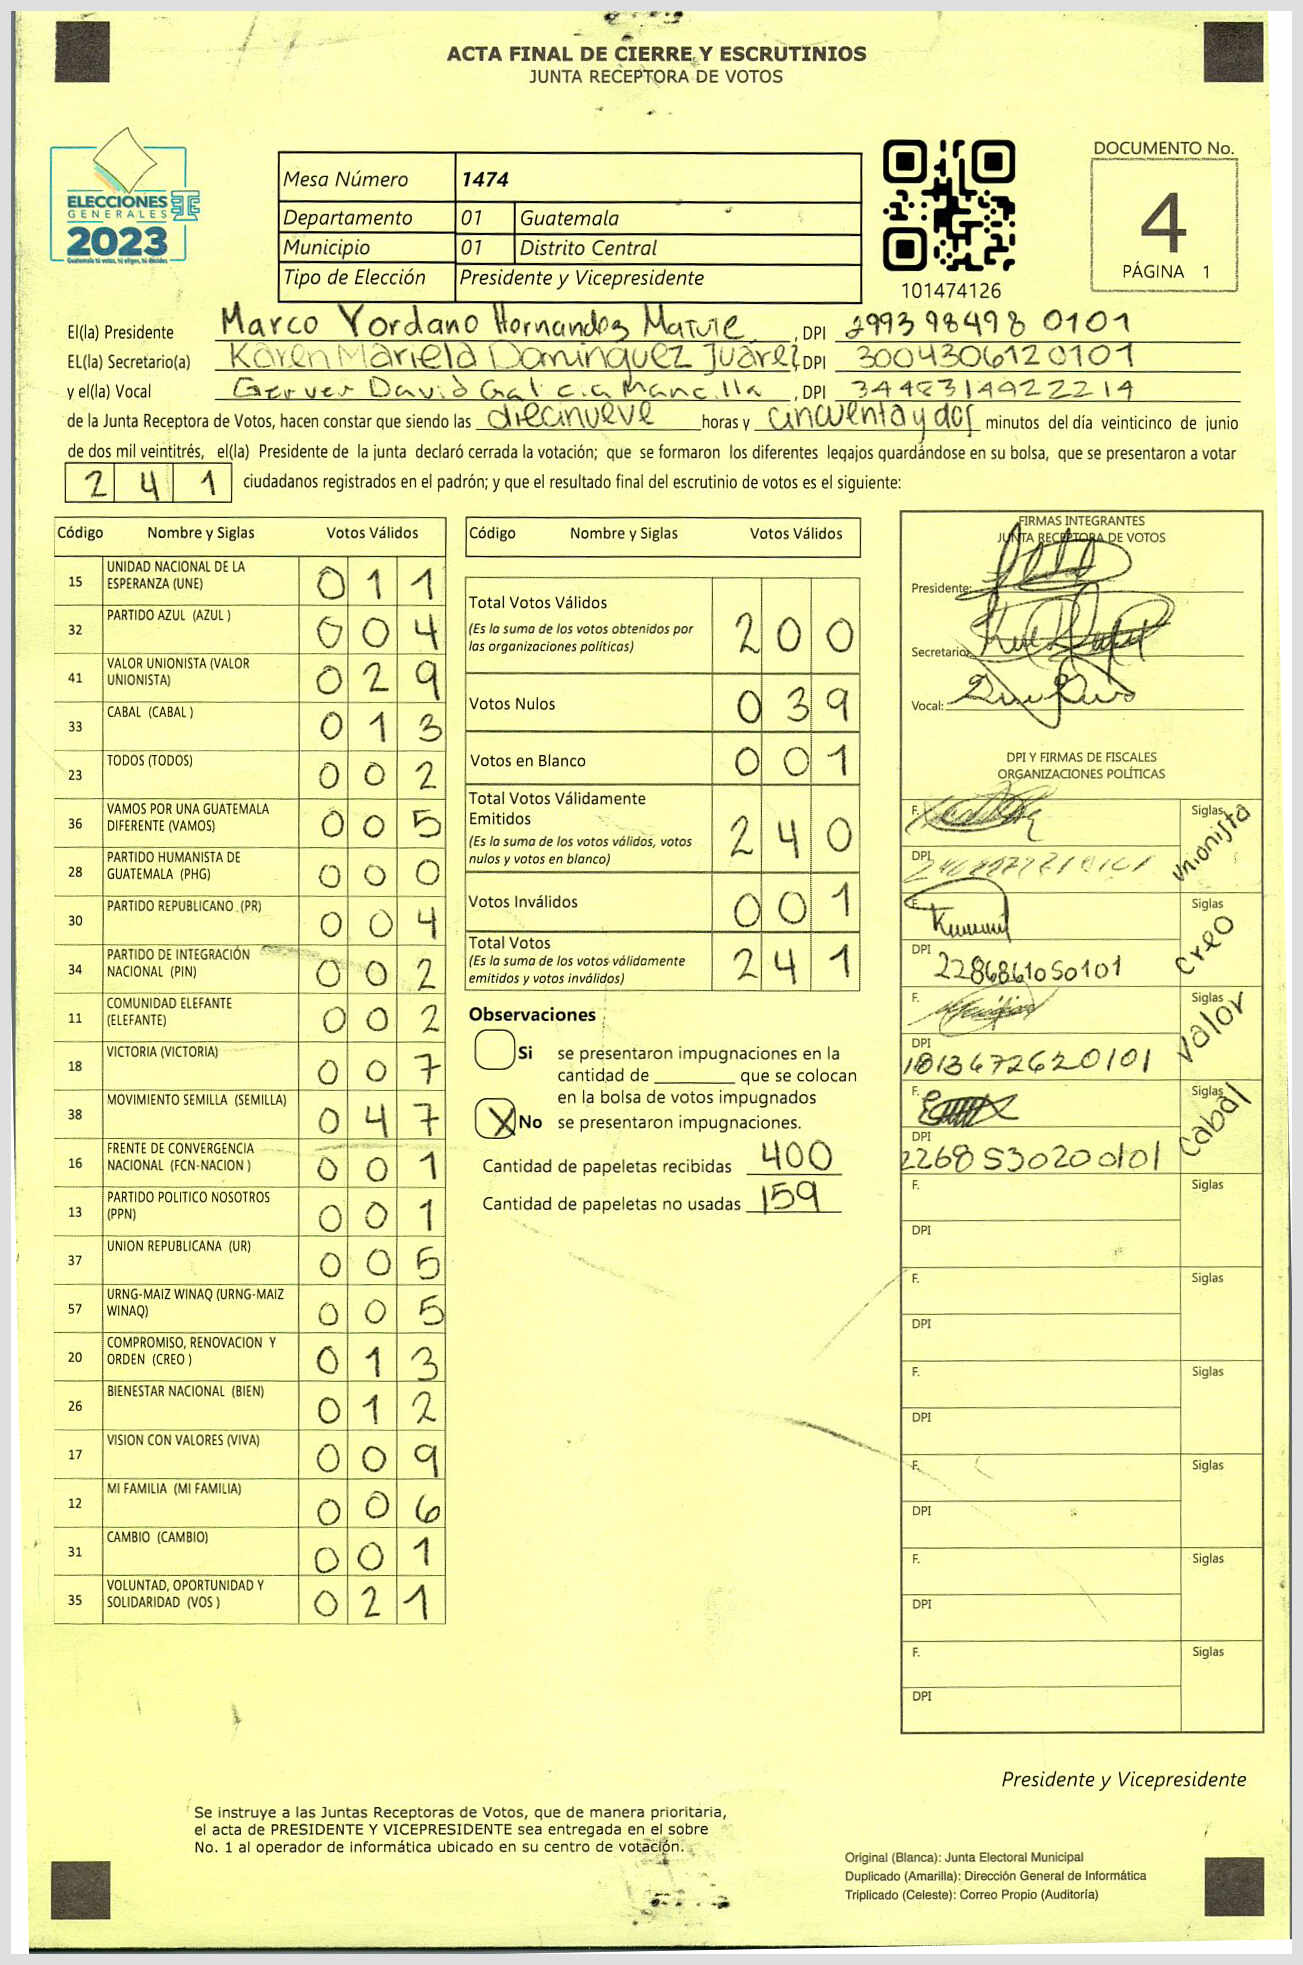 ACTA FINAL DE CIERRE Y ESCRUTINIOS
JUNTA RECEPTORA DE VOTOS
ELECCIONES
GENERALES
2023
Guatemala tú votas, tú eliges, tú decides
Mesa Número 1474
Departamento 01 Guatemala
Municipio 01 Distrito Central
Tipo de Elección Presidente y Vicepresidente
101474126
DOCUMENTO No.
4
PÁGINA 1
El(la) Presidente Marco Yordano Hernandez , DPI 299398498 0101
EL(la) Secretario(a) Karen Mariela Dominguez Juárez, DPI 3004306120101
y el(la) Vocal David , DPI 3448314922214
de la Junta Receptora de Votos, hacen constar que siendo las diecinueve horas y cincuenta y dos minutos del día veinticinco de junio
de dos mil veintitrés, el(la) Presidente de la junta declaró cerrada la votación; que se formaron los diferentes legajos quardándose en su bolsa, que se presentaron a votar
2 4 1 ciudadanos registrados en el padrón; y que el resultado final del escrutinio de votos es el siguiente:
Código Nombre y Siglas Votos Válidos
15 UNIDAD NACIONAL DE LA ESPERANZA (UNE) 0 1 1
32 PARTIDO AZUL (AZUL ) 0 0 4
41 VALOR UNIONISTA (VALOR UNIONISTA) 0 2 9
33 CABAL (CABAL ) 0 1 3
23 TODOS (TODOS) 0 0 2
36 VAMOS POR UNA GUATEMALA DIFERENTE (VAMOS) 0 0 5
28 PARTIDO HUMANISTA DE GUATEMALA (PHG) 0 0 0
30 PARTIDO REPUBLICANO (PR) 0 0 4
34 PARTIDO DE INTEGRACIÓN NACIONAL (PIN) 0 0 2
11 COMUNIDAD ELEFANTE (ELEFANTE) 0 0 2
18 VICTORIA (VICTORIA) 0 0 7
38 MOVIMIENTO SEMILLA (SEMILLA) 0 4 7
16 FRENTE DE CONVERGENCIA NACIONAL (FCN-NACION ) 0 0 1
13 PARTIDO POLITICO NOSOTROS (PPN) 0 0 1
37 UNION REPUBLICANA (UR) 0 0 5
57 URNG-MAIZ WINAQ (URNG-MAIZ WINAQ) 0 0 5
20 COMPROMISO, RENOVACION Y ORDEN (CREO ) 0 1 3
26 BIENESTAR NACIONAL (BIEN) 0 1 2
17 VISION CON VALORES (VIVA) 0 0 9
12 MI FAMILIA (MI FAMILIA) 0 0 6
31 CAMBIO (CAMBIO) 0 0 1
35 VOLUNTAD, OPORTUNIDAD Y SOLIDARIDAD (VOS ) 0 2 1
Código Nombre y Siglas Votos Válidos
Total Votos Válidos 2 0 0
(Es la suma de los votos obtenidos por
las organizaciones políticas)
Votos Nulos 0 3 9
Votos en Blanco 0 0 1
Total Votos Válidamente
Emitidos 2 4 0
(Es la suma de los votos válidos, votos
nulos y votos en blanco)
Votos Inválidos 0 0 1
Total Votos 2 4 1
(Es la suma de los votos válidamente
emitidos y votos inválidos)
Observaciones
Si se presentaron impugnaciones en la
cantidad de ________ que se colocan
en la bolsa de votos impugnados
X No se presentaron impugnaciones.
Cantidad de papeletas recibidas 400
Cantidad de papeletas no usadas 159
FIRMAS INTEGRANTES
JUNTA RECEPTORA DE VOTOS
Presidente:
Secretario:
Vocal:
DPI Y FIRMAS DE FISCALES
ORGANIZACIONES POLÍTICAS
F. Siglas Unionista
DPI
F. Siglas Creo
DPI 2286861050101
F. Siglas Valor
DPI 1813672620101
F. Siglas Cabal
DPI 2268530200101
F. Siglas
DPI
F. Siglas
DPI
F. Siglas
DPI
F. Siglas
DPI
F. Siglas
DPI
F. Siglas
DPI
Presidente y Vicepresidente
Se instruye a las Juntas Receptoras de Votos, que de manera prioritaria,
el acta de PRESIDENTE Y VICEPRESIDENTE sea entregada en el sobre
No. 1 al operador de informática ubicado en su centro de votación.
Original (Blanca): Junta Electoral Municipal
Duplicado (Amarilla): Dirección General de Informática
Triplicado (Celeste): Correo Propio (Auditoría)